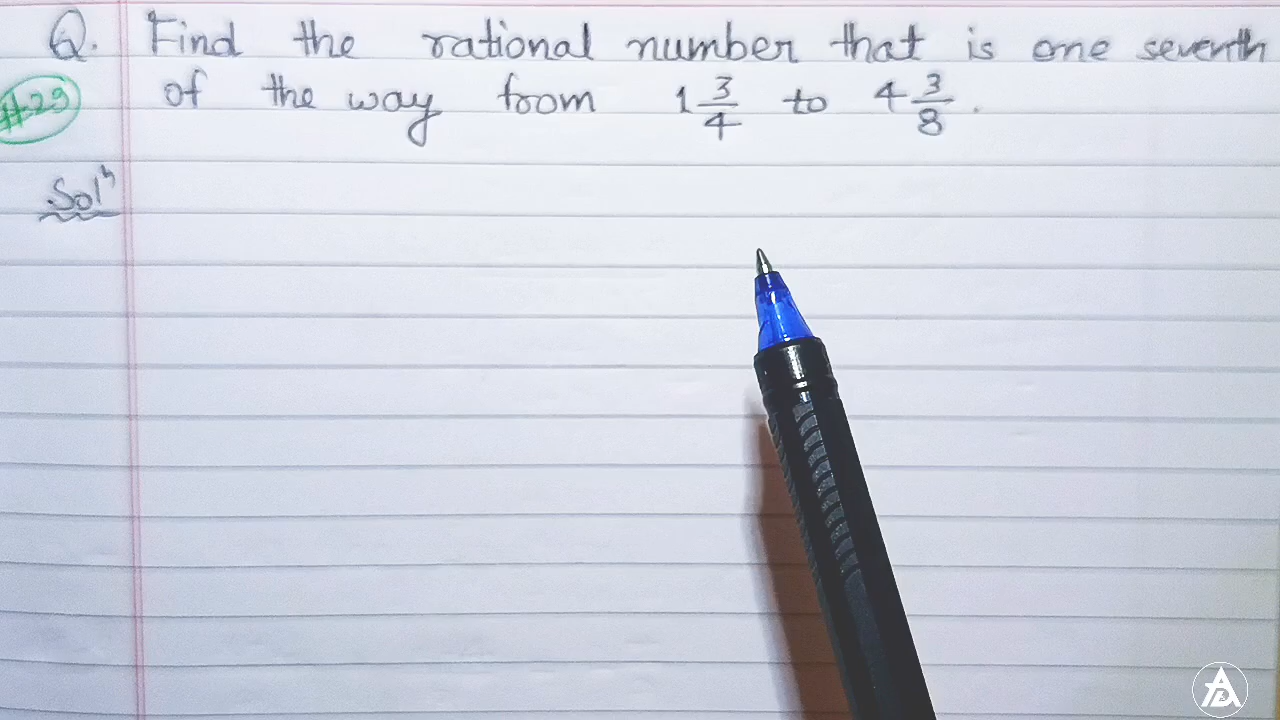 Q. Find the rational number that is one seventh
#29 of the way from 1 3/4 to 4 3/8.
Solⁿ